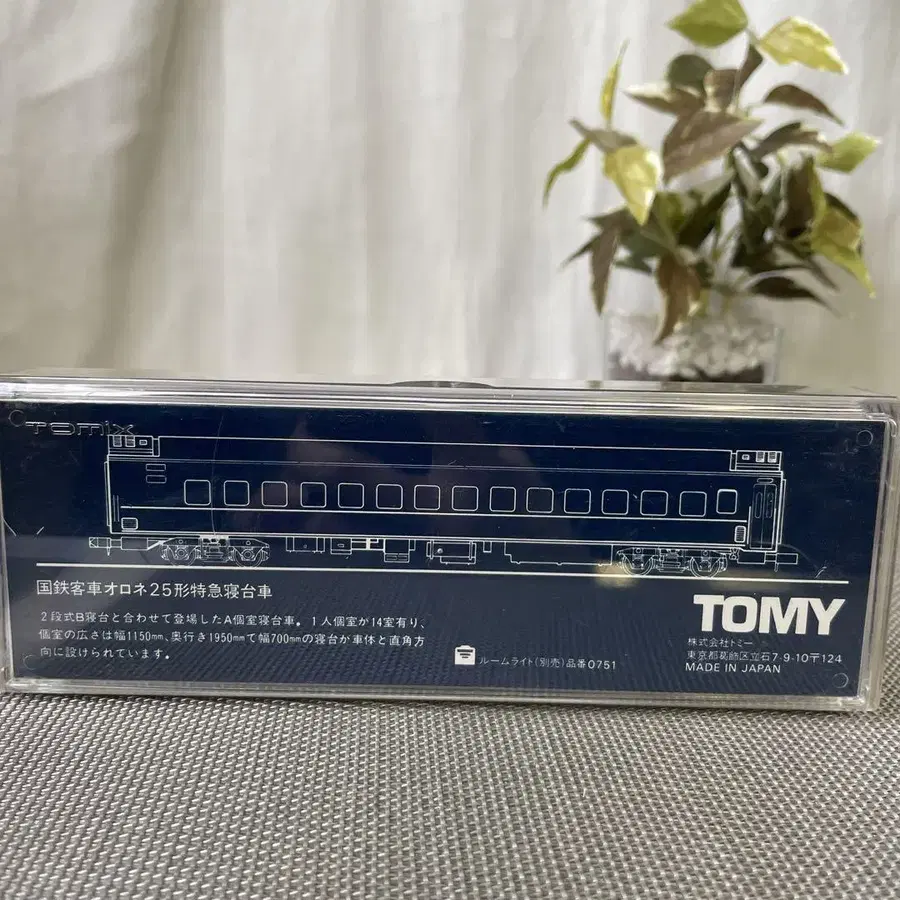 TOMIX
国鉄客車オロネ25形特急寝台車
2段式B寝台と合わせて登場したA個室寝台車。1人個室が14室有り、
個室の広さは幅1150mm、奥行き1950mmで幅700mmの寝台が車体と直角方
向に設けられています。
ルームライト(別売)品番0751
TOMY
株式会社トミー
東京都葛飾区立石7-9-10〒124
MADE IN JAPAN